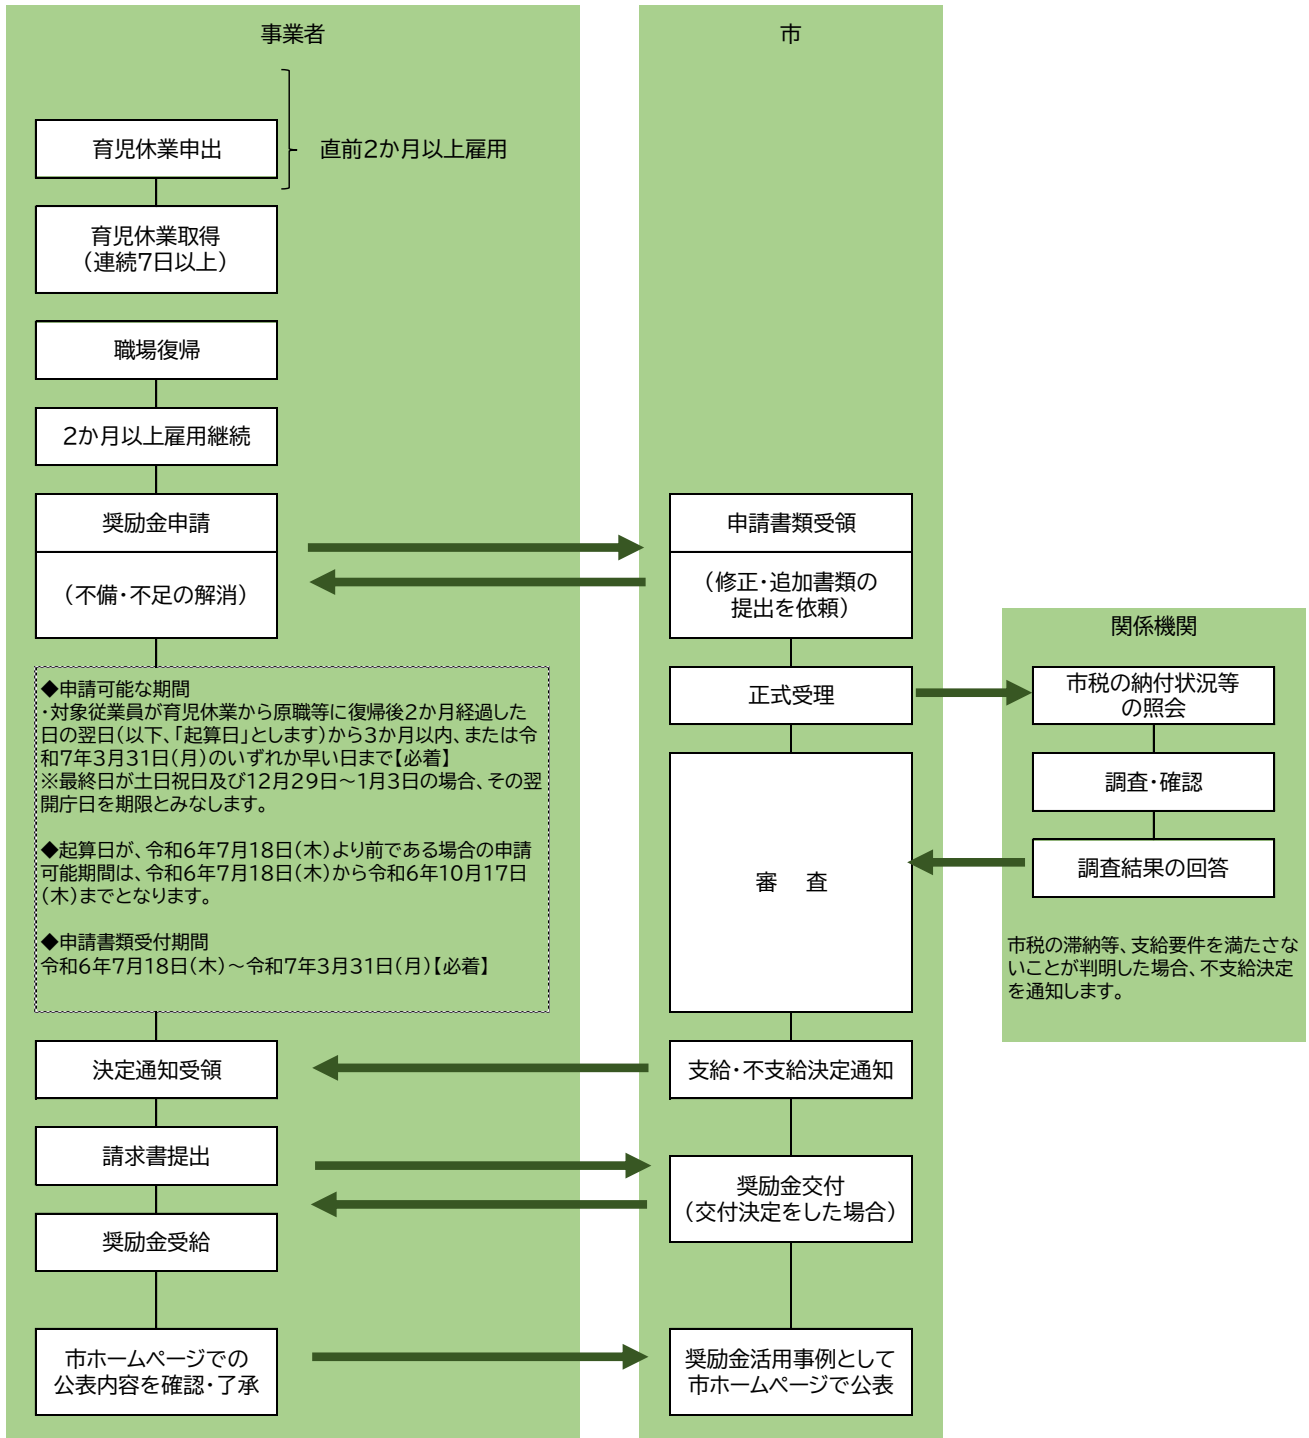 事業者
育児休業申出
直前2か月以上雇用
育児休業取得
(連続7日以上)
職場復帰
2か月以上雇用継続
奨励金申請
(不備・不足の解消)
◆申請可能な期間
・対象従業員が育児休業から原職等に復帰後2か月経過した
日の翌日(以下、「起算日」とします)から3か月以内、または令
和7年3月31日(月)のいずれか早い日まで【必着】
※最終日が土日祝日及び12月29日~1月3日の場合、その翌
開庁日を期限とみなします。
◆起算日が、令和6年7月18日(木)より前である場合の申請
可能期間は、令和6年7月18日(木)から令和6年10月17日
(木)までとなります。
◆申請書類受付期間
令和6年7月18日(木)~令和7年3月31日(月)【必着】
決定通知受領
請求書提出
奨励金受給
市ホームページでの
公表内容を確認・了承
市
申請書類受領
(修正・追加書類の
提出を依頼)
正式受理
審 査
支給・不支給決定通知
奨励金交付
(交付決定をした場合)
奨励金活用事例として
市ホームページで公表
関係機関
市税の納付状況等
の照会
調査・確認
調査結果の回答
市税の滞納等、支給要件を満たさな
いことが判明した場合、不支給決定
を通知します。